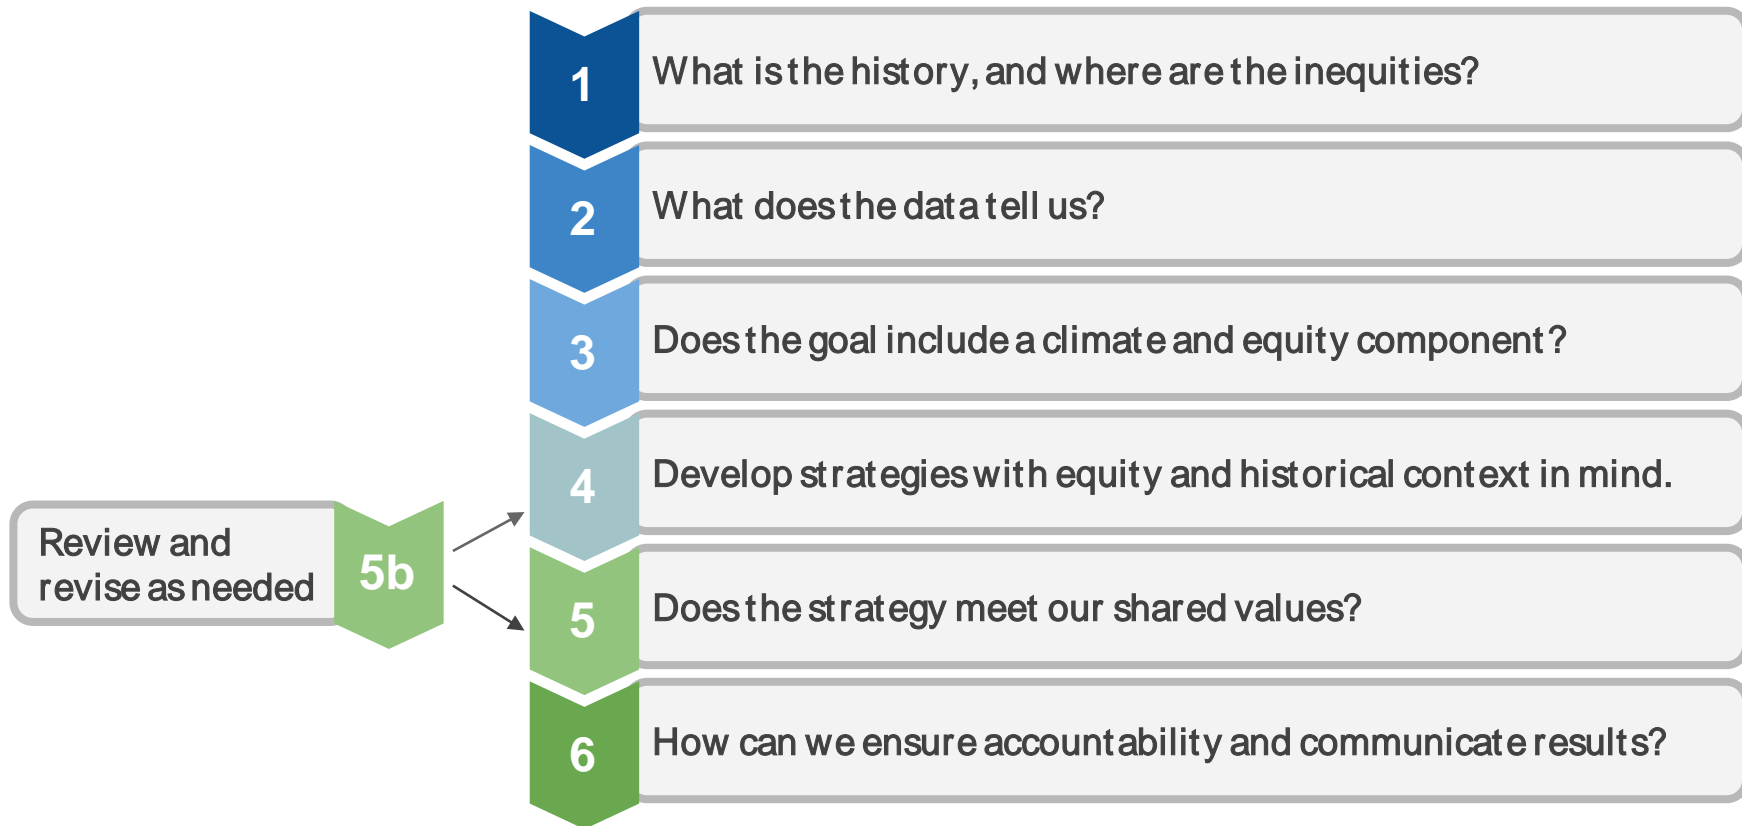 1
What is the history, and where are the inequities?
2
What does the data tell us?
3
Does the goal include a climate and equity component?
4
Develop strategies with equity and historical context in mind.
Review and
revise as needed
5b
5
Does the strategy meet our shared values?
6
How can we ensure accountability and communicate results?